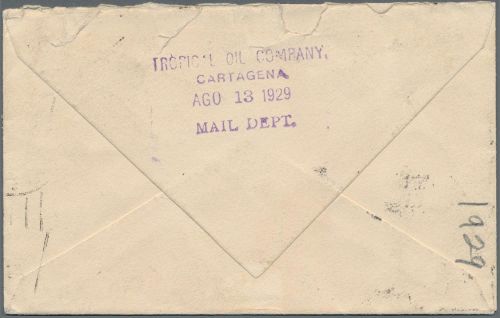 TROPICAL OIL COMPANY,
CARTAGENA
AGO 13 1929
MAIL DEPT.
1929